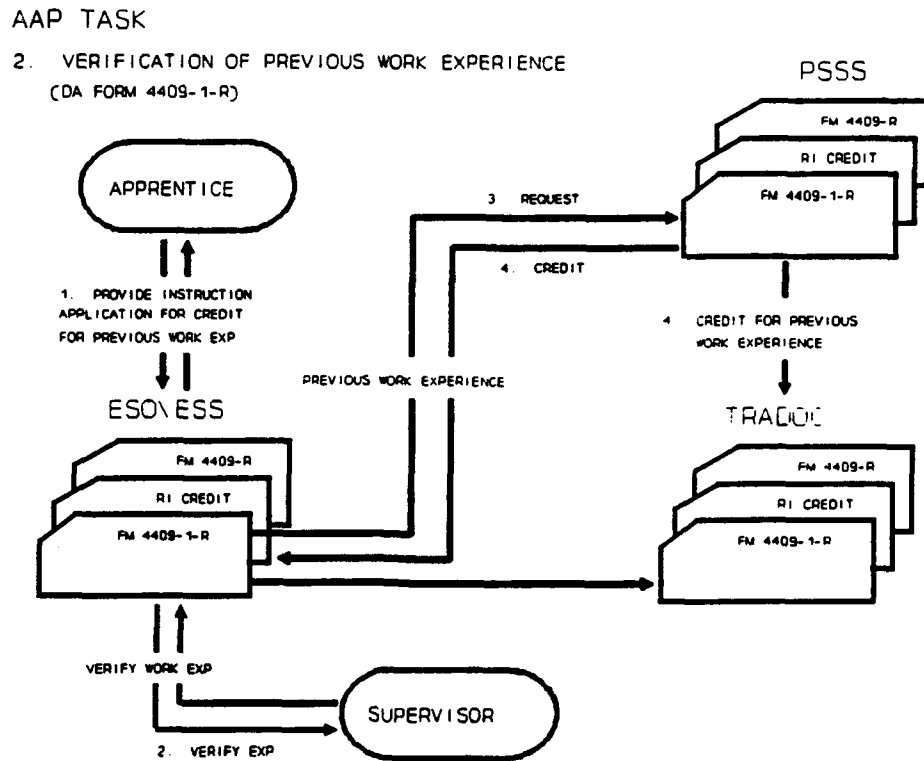 AAP TASK
2. VERIFICATION OF PREVIOUS WORK EXPERIENCE
(DA FORM 4409-1-R)
PSSS
FM 4409-R
RI CREDIT
FM 4409-1-R
APPRENTICE
3 REQUEST
4. CREDIT
1. PROVIDE INSTRUCTION
APPLICATION FOR CREDIT
FOR PREVIOUS WORK EXP
4 CREDIT FOR PREVIOUS
WORK EXPERIENCE
PREVIOUS WORK EXPERIENCE
ESO\ESS
FM 4409-R
RI CREDIT
FM 4409-1-R
TRADOC
FM 4409-R
RI CREDIT
FM 4409-1-R
VERIFY WORK EXP
SUPERVISOR
2. VERIFY EXP